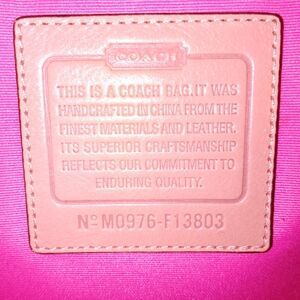 COACH
THIS IS A COACH BAG. IT WAS
HANDCRAFTED IN CHINA FROM THE
FINEST MATERIALS AND LEATHER.
ITS SUPERIOR CRAFTSMANSHIP
REFLECTS OUR COMMITMENT TO
ENDURING QUALITY.
Nº M0976-F13803